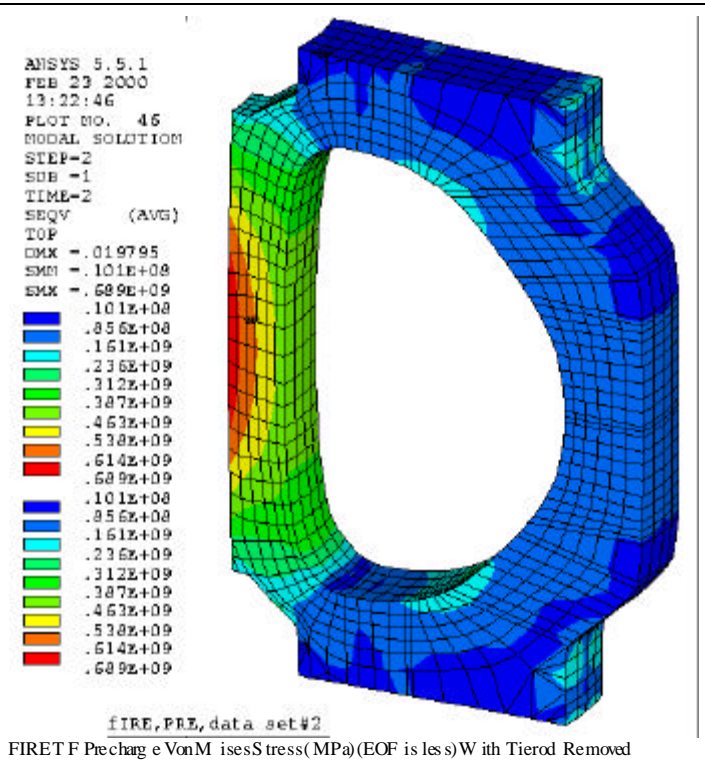 ANSYS 5.5.1
FEB 23 2000
13:22:46
PLOT NO. 46
NODAL SOLUTION
STEP=2
SUB =1
TIME=2
SEQV (AVG)
TOP
DMX =.019795
SMN =.101E+08
SMX =.689E+09
.101E+08
.856E+08
.161E+09
.236E+09
.312E+09
.387E+09
.463E+09
.538E+09
.614E+09
.689E+09
.101E+08
.856E+08
.161E+09
.236E+09
.312E+09
.387E+09
.463E+09
.538E+09
.614E+09
.689E+09
fIRE,PRE,data set#2
FIRET F Precharg e VonM isesS tress( MPa) (EOF is les s)W ith Tierod Removed